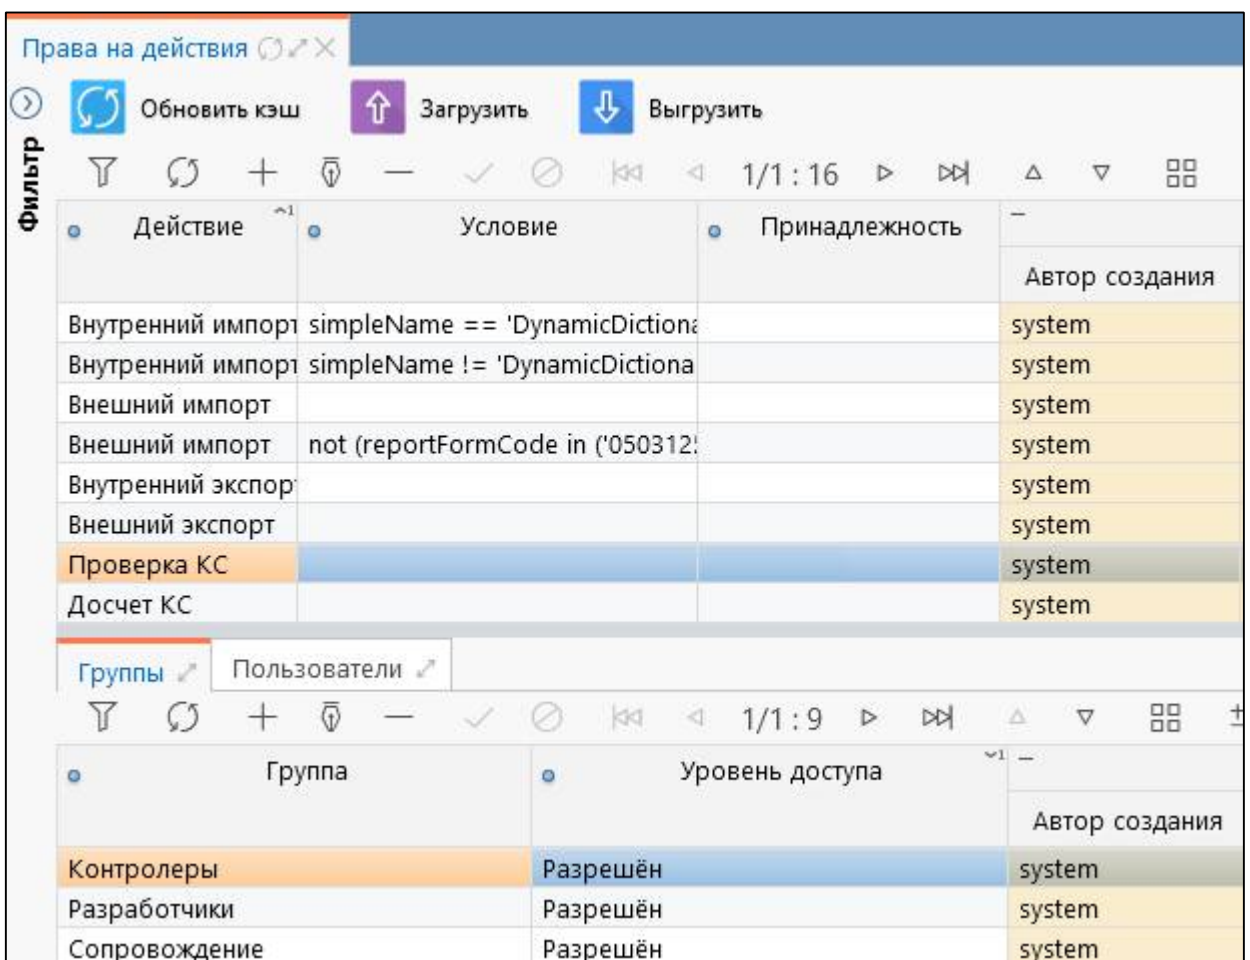 Права на действия
Обновить кэш Загрузить Выгрузить
Фильтр
1/1 : 16
Действие 1 Условие Принадлежность
Автор создания
Внутренний импорт simpleName == 'DynamicDictiona system
Внутренний импорт simpleName != 'DynamicDictiona system
Внешний импорт system
Внешний импорт not (reportFormCode in ('050312 system
Внутренний экспор system
Внешний экспорт system
Проверка КС system
Досчет КС system
Группы Пользователи
1/1 : 9
Группа Уровень доступа 1
Автор создания
Контролеры Разрешён system
Разработчики Разрешён system
Сопровождение Разрешён system